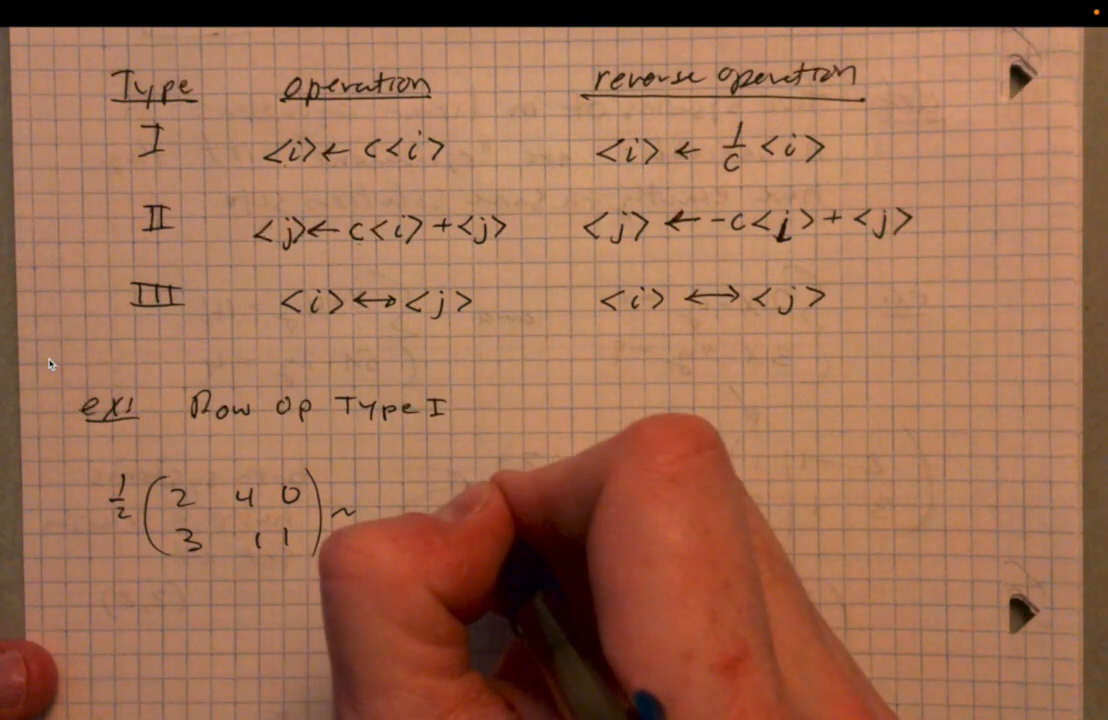 Type operation reverse operation
I <i> ← c<i> <i> ← 1/c <i>
II <j> ← c<i> + <j> <j> ← -c<i> + <j>
III <i> ↔ <j> <i> ↔ <j>
ex: Row Op Type I
1/2 ( 2 4 0 ) ~
( 3 1 1 )